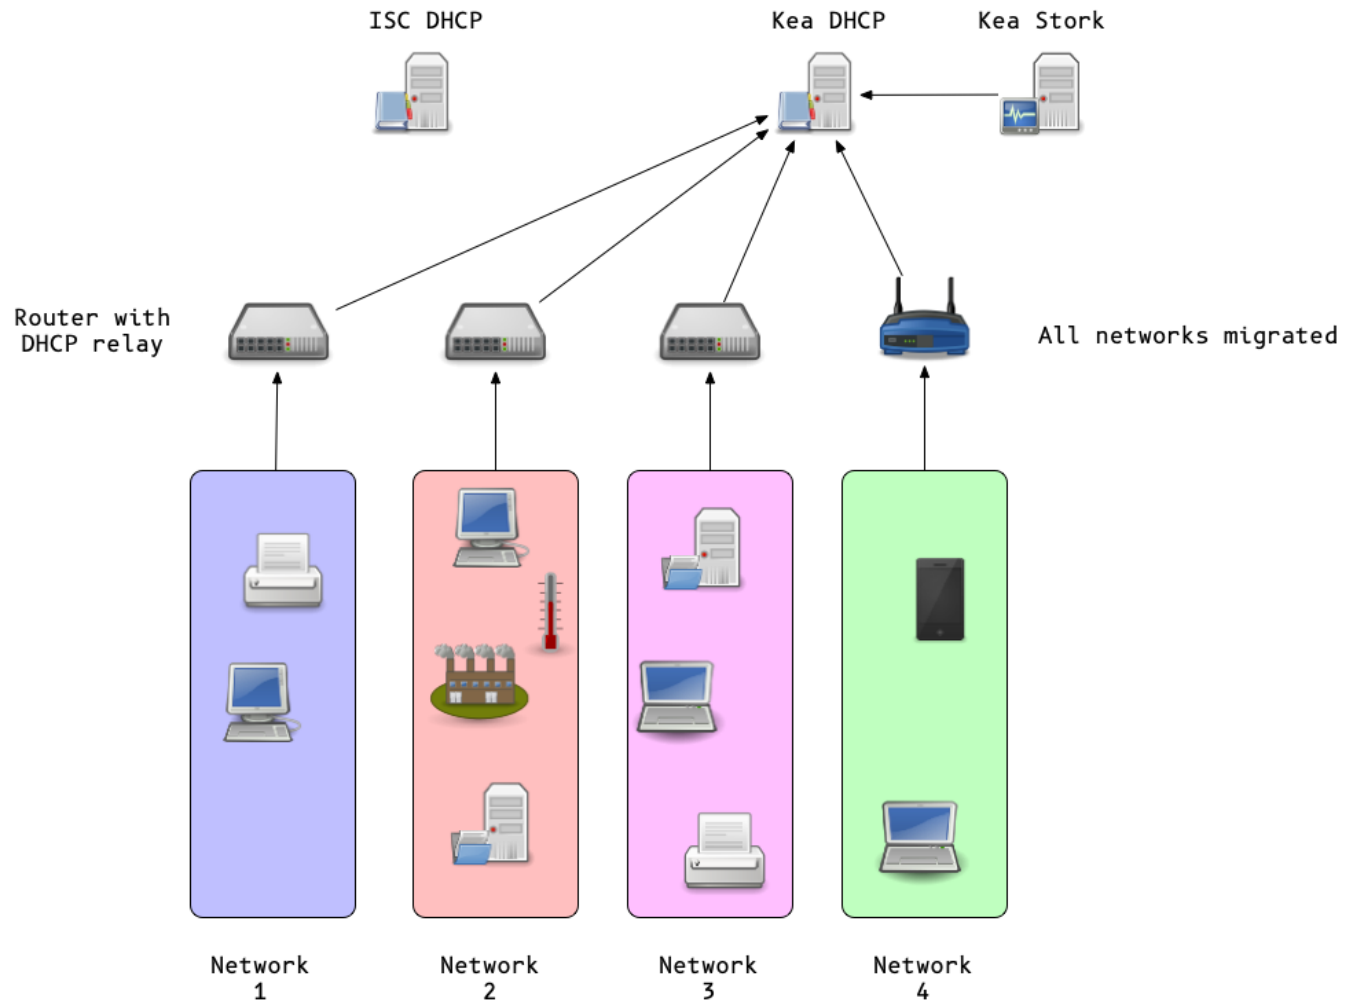 ISC DHCP
Kea DHCP
Kea Stork
Router with
DHCP relay
All networks migrated
Network
1
Network
2
Network
3
Network
4